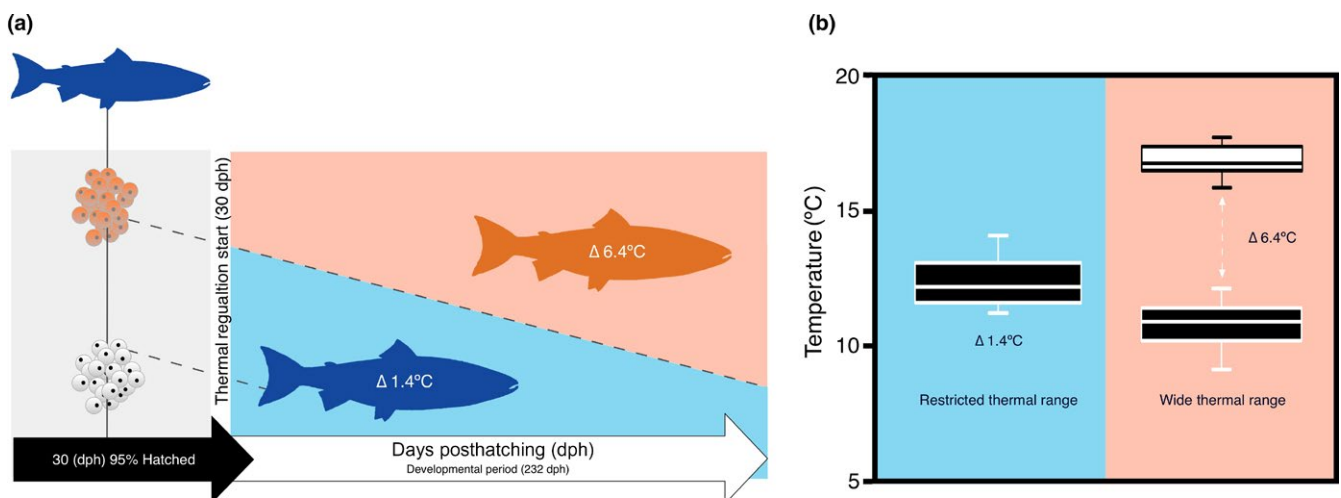 (a)
Thermal regualtion start (30 dph)
Δ 6.4ºC
Δ 1.4ºC
30 (dph) 95% Hatched
Days posthatching (dph)
Developmental period (232 dph)
(b)
Temperature (ºC)
20
15
10
5
Δ 1.4ºC
Restricted thermal range
Δ 6.4ºC
Wide thermal range